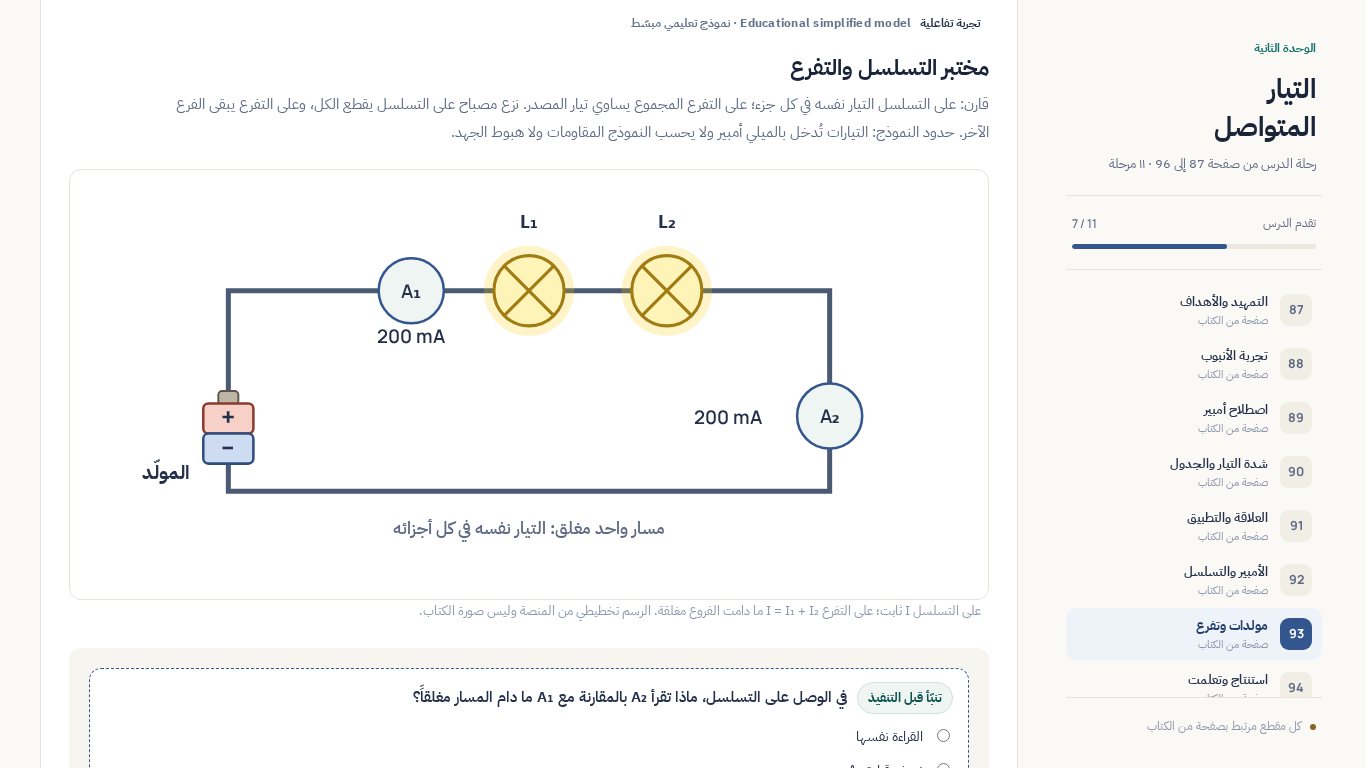 الوحدة الثانية
التيار
المتواصل
رحلة الدرس من صفحة 87 إلى 96 · ١١ مرحلة
تقدم الدرس
7 / 11
87
التمهيد والأهداف
صفحة من الكتاب
88
تجربة الأنبوب
صفحة من الكتاب
89
اصطلاح أمبير
صفحة من الكتاب
90
شدة التيار والجدول
صفحة من الكتاب
91
العلاقة والتطبيق
صفحة من الكتاب
92
الأمبير والتسلسل
صفحة من الكتاب
93
مولدات وتفرع
صفحة من الكتاب
94
استنتاج وتعلمت
كل مقطع مرتبط بصفحة من الكتاب
تجربة تفاعلية Educational simplified model · نموذج تعليمي مبسّط
مختبر التسلسل والتفرع
قارن: على التسلسل التيار نفسه في كل جزء؛ على التفرع المجموع يساوي تيار المصدر. نزع مصباح على التسلسل يقطع الكل، وعلى التفرع يبقى الفرع
الآخر. حدود النموذج: التيارات تُدخل بالميلي أمبير ولا يحسب النموذج المقاومات ولا هبوط الجهد.
L₁
L₂
A₁
200 mA
A₂
200 mA
+
−
المولّد
مسار واحد مغلق: التيار نفسه في كل أجزائه
على التسلسل I ثابت؛ على التفرع I = I₁ + I₂ ما دامت الفروع مغلقة. الرسم تخطيطي من المنصة وليس صورة الكتاب.
تنبّأ قبل التنفيذ
في الوصل على التسلسل، ماذا تقرأ A₂ بالمقارنة مع A₁ ما دام المسار مغلقاً؟
القراءة نفسها